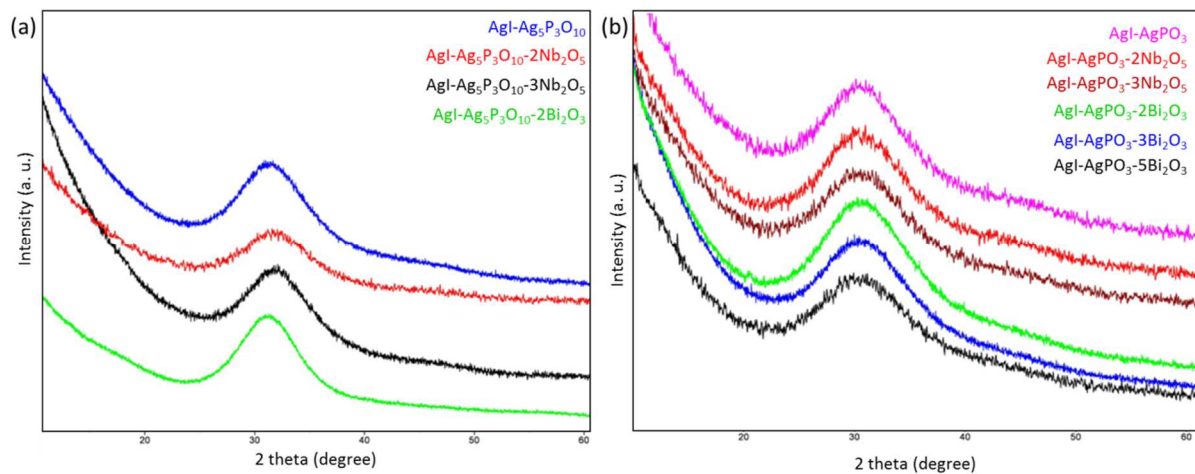 (a)
AgI-Ag₅P₃O₁₀
AgI-Ag₅P₃O₁₀-2Nb₂O₅
AgI-Ag₅P₃O₁₀-3Nb₂O₅
AgI-Ag₅P₃O₁₀-2Bi₂O₃
Intensity (a. u.)
20 30 40 50 60
2 theta (degree)
(b)
AgI-AgPO₃
AgI-AgPO₃-2Nb₂O₅
AgI-AgPO₃-3Nb₂O₅
AgI-AgPO₃-2Bi₂O₃
AgI-AgPO₃-3Bi₂O₃
AgI-AgPO₃-5Bi₂O₃
Intensity (a. u.)
20 30 40 50 60
2 theta (degree)